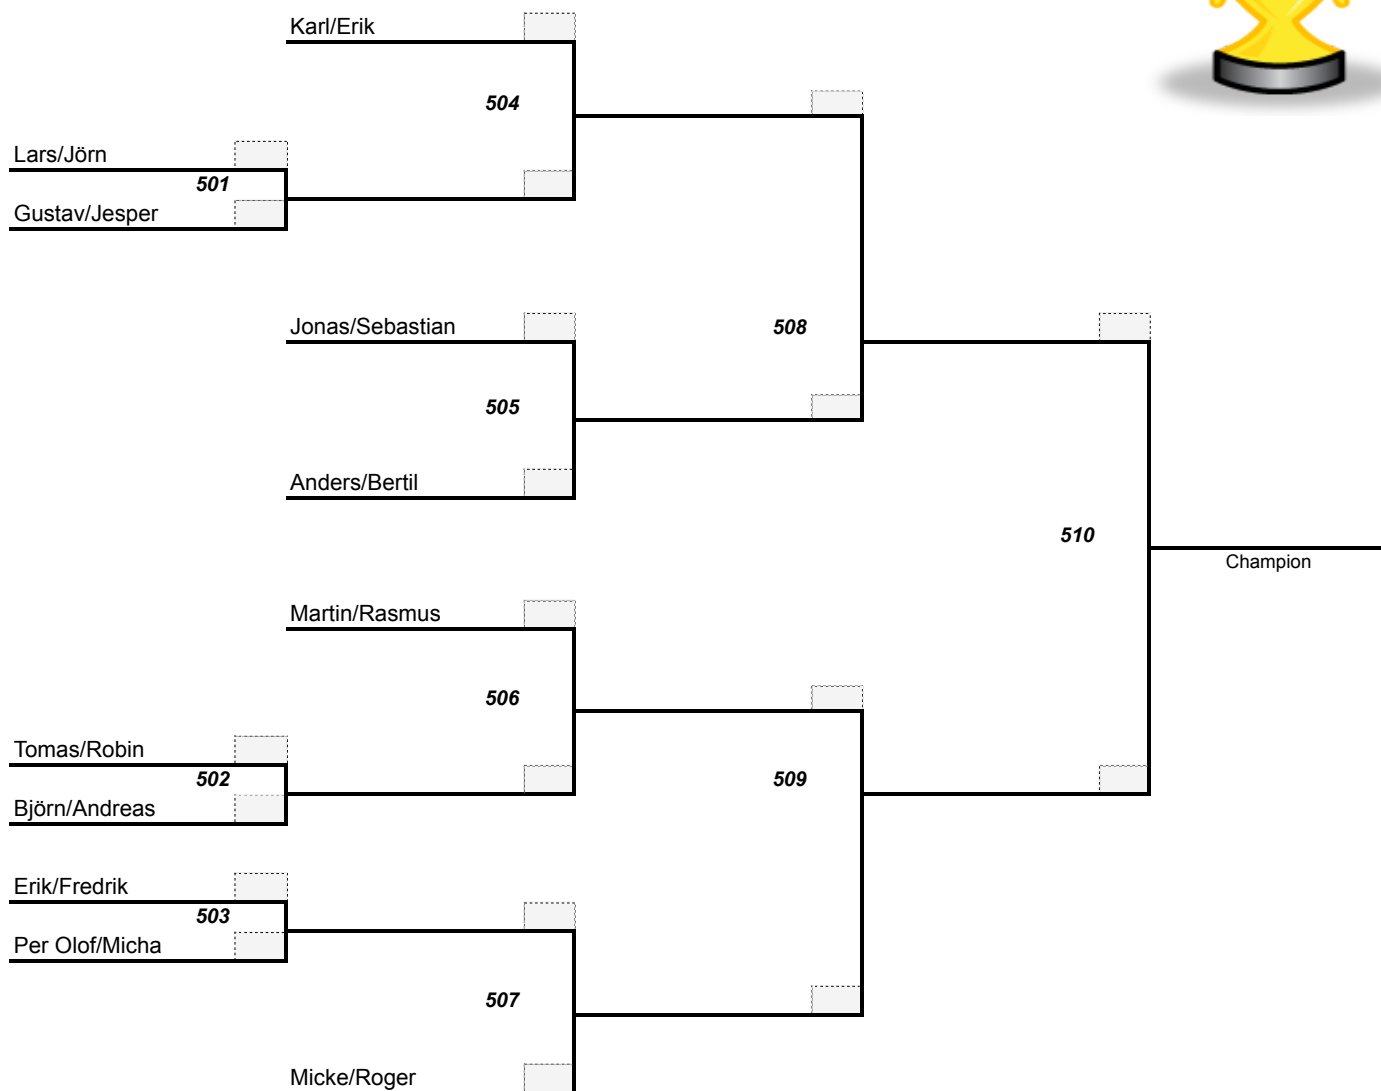 Karl/Erik
504
Lars/Jörn
501
Gustav/Jesper
Jonas/Sebastian
508
505
Anders/Bertil
510
Champion
Martin/Rasmus
506
Tomas/Robin
502
509
Björn/Andreas
Erik/Fredrik
503
Per Olof/Micha
507
Micke/Roger